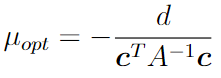 μ_opt = − d / (c^T A^{−1} c)